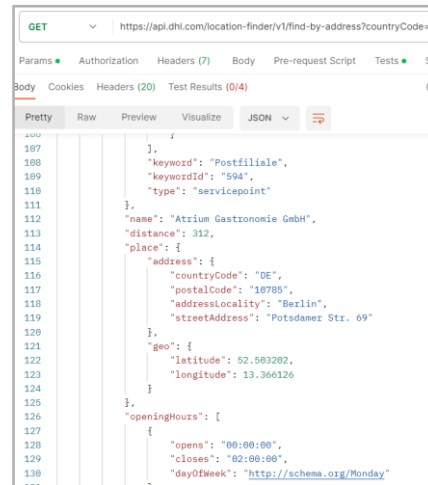 GET https://api.dhl.com/location-finder/v1/find-by-address?countryCode=
Params Authorization Headers (7) Body Pre-request Script Tests
Body Cookies Headers (20) Test Results (0/4)
Pretty Raw Preview Visualize JSON
106 }
107 ],
108 "keyword": "Postfiliale",
109 "keywordId": "594",
110 "type": "servicepoint"
111 },
112 "name": "Atrium Gastronomie GmbH",
113 "distance": 312,
114 "place": {
115 "address": {
116 "countryCode": "DE",
117 "postalCode": "10785",
118 "addressLocality": "Berlin",
119 "streetAddress": "Potsdamer Str. 69"
120 },
121 "geo": {
122 "latitude": 52.503202,
123 "longitude": 13.366126
124 }
125 },
126 "openingHours": [
127 {
128 "opens": "00:00:00",
129 "closes": "02:00:00",
130 "dayOfWeek": "http://schema.org/Monday"